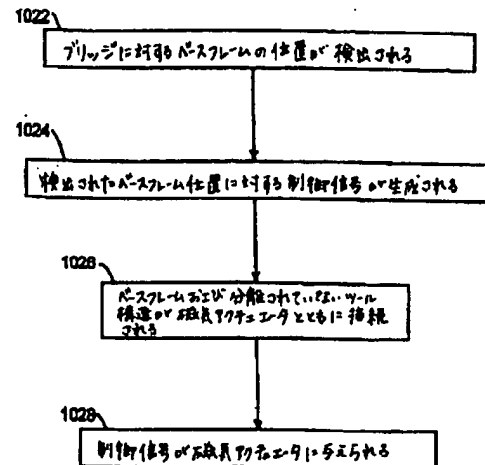 1022
ブリッジに対するベースフレームの位置が検出される
1024
検出されたベースフレーム位置に対する制御信号が生成される
1026
ベースフレームおよび分離されていないツール
構造が磁気アクチュエータとともに接続
される
1028
制御信号が磁気アクチュエータに与えられる